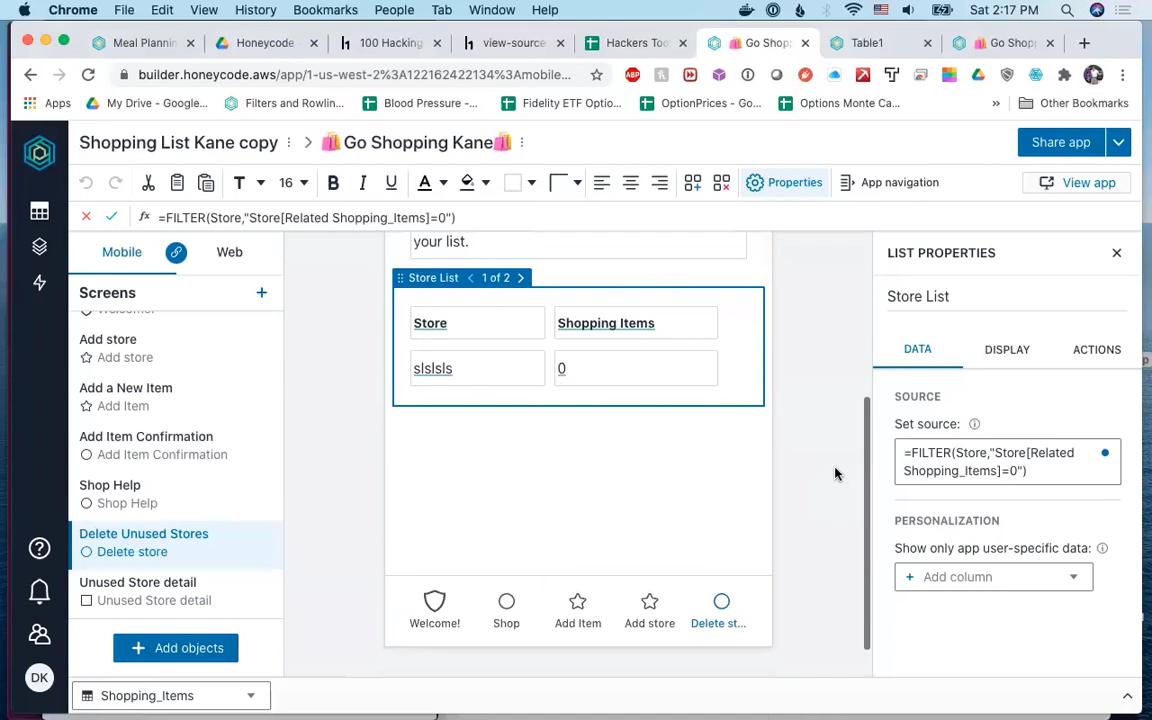 Chrome File Edit View History Bookmarks People Tab Window Help Sat 2:17 PM
Meal Plannin Honeycode 100 Hacking view-source Hackers Too Go Shop Table1 Go Shop
builder.honeycode.aws/app/1-us-west-2%3A122162422134%3Amobile...
Apps My Drive - Google... Filters and Rowlin... Blood Pressure -... Fidelity ETF Optio... OptionPrices - Go... Options Monte Ca... » Other Bookmarks
Shopping List Kane copy > 🛍️Go Shopping Kane🛍️ Share app
T 16 B I U A Properties App navigation View app
fx =FILTER(Store,"Store[Related Shopping_Items]=0")
Mobile Web
Screens +
Welcome!
Add store
Add store
Add a New Item
Add Item
Add Item Confirmation
Add Item Confirmation
Shop Help
Shop Help
Delete Unused Stores
Delete store
Unused Store detail
Unused Store detail
+ Add objects
your list.
Store List < 1 of 2 >
Store Shopping Items
slslsls 0
Welcome! Shop Add Item Add store Delete st...
LIST PROPERTIES
Store List
DATA DISPLAY ACTIONS
SOURCE
Set source:
=FILTER(Store,"Store[Related
Shopping_Items]=0")
PERSONALIZATION
Show only app user-specific data:
+ Add column
DK
Shopping_Items